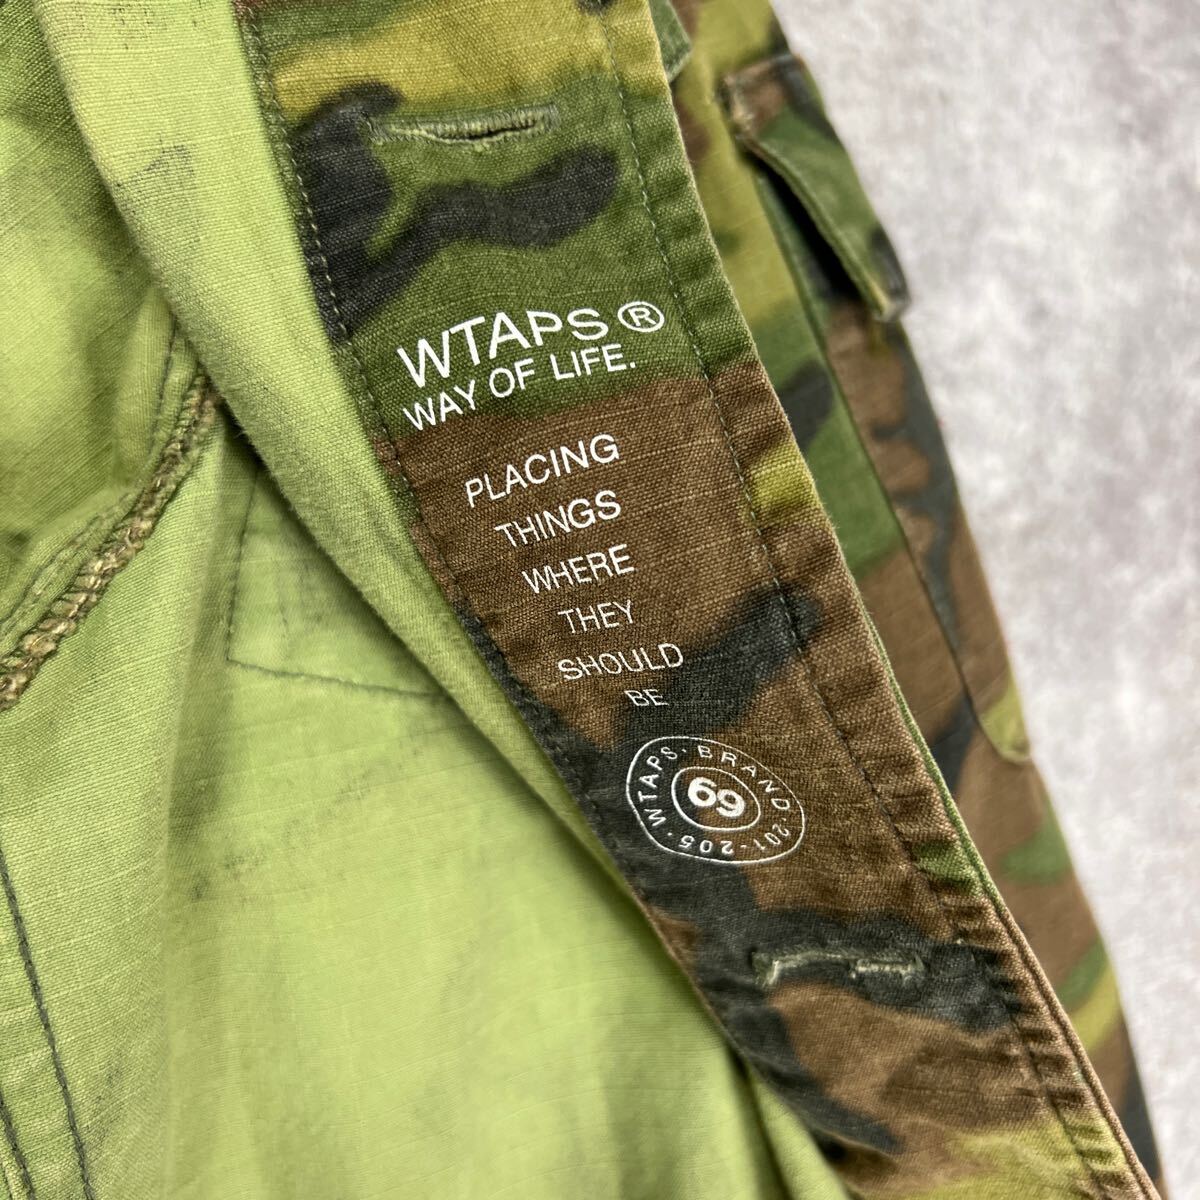 WTAPS®
WAY OF LIFE.
PLACING
THINGS
WHERE
THEY
SHOULD
BE
WTAPS·BRAND·201-205·
69